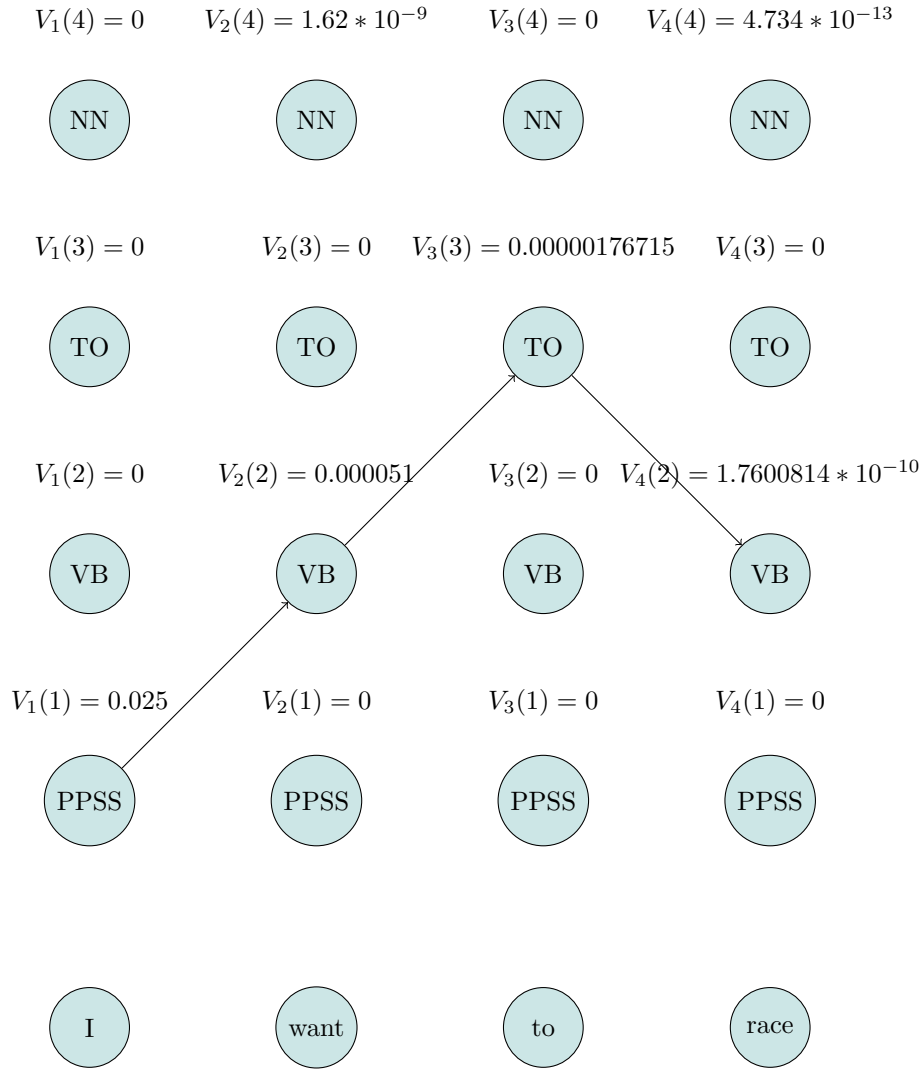 V₁(4) = 0 V₂(4) = 1.62 ∗ 10⁻⁹ V₃(4) = 0 V₄(4) = 4.734 ∗ 10⁻¹³
NN NN NN NN
V₁(3) = 0 V₂(3) = 0 V₃(3) = 0.00000176715 V₄(3) = 0
TO TO TO TO
V₁(2) = 0 V₂(2) = 0.000051 V₃(2) = 0 V₄(2) = 1.7600814 ∗ 10⁻¹⁰
VB VB VB VB
V₁(1) = 0.025 V₂(1) = 0 V₃(1) = 0 V₄(1) = 0
PPSS PPSS PPSS PPSS
I want to race